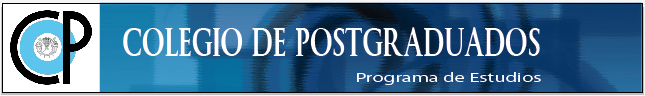 CP
COLEGIO DE POSTGRADUADOS
Programa de Estudios